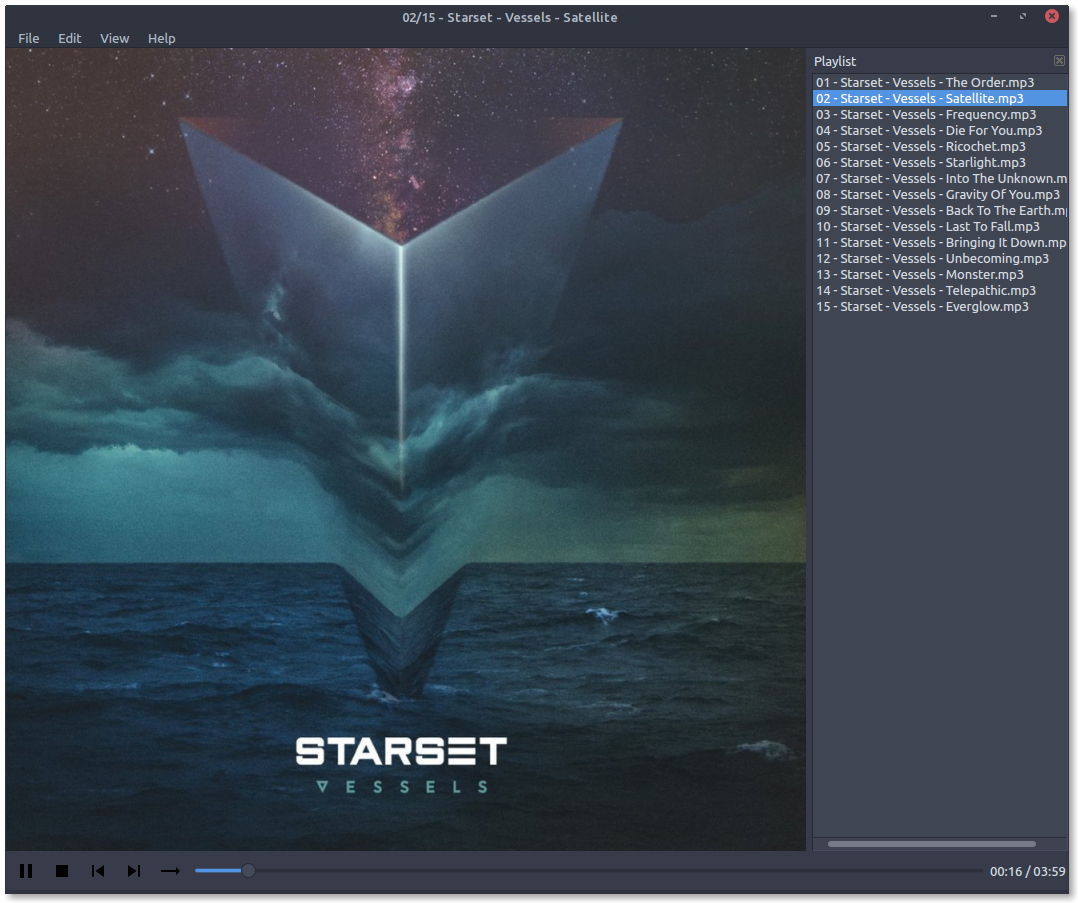 02/15 - Starset - Vessels - Satellite
File Edit View Help
Playlist
01 - Starset - Vessels - The Order.mp3
02 - Starset - Vessels - Satellite.mp3
03 - Starset - Vessels - Frequency.mp3
04 - Starset - Vessels - Die For You.mp3
05 - Starset - Vessels - Ricochet.mp3
06 - Starset - Vessels - Starlight.mp3
07 - Starset - Vessels - Into The Unknown.m
08 - Starset - Vessels - Gravity Of You.mp3
09 - Starset - Vessels - Back To The Earth.mp
10 - Starset - Vessels - Last To Fall.mp3
11 - Starset - Vessels - Bringing It Down.mp
12 - Starset - Vessels - Unbecoming.mp3
13 - Starset - Vessels - Monster.mp3
14 - Starset - Vessels - Telepathic.mp3
15 - Starset - Vessels - Everglow.mp3
STARSET
VESSELS
00:16 / 03:59